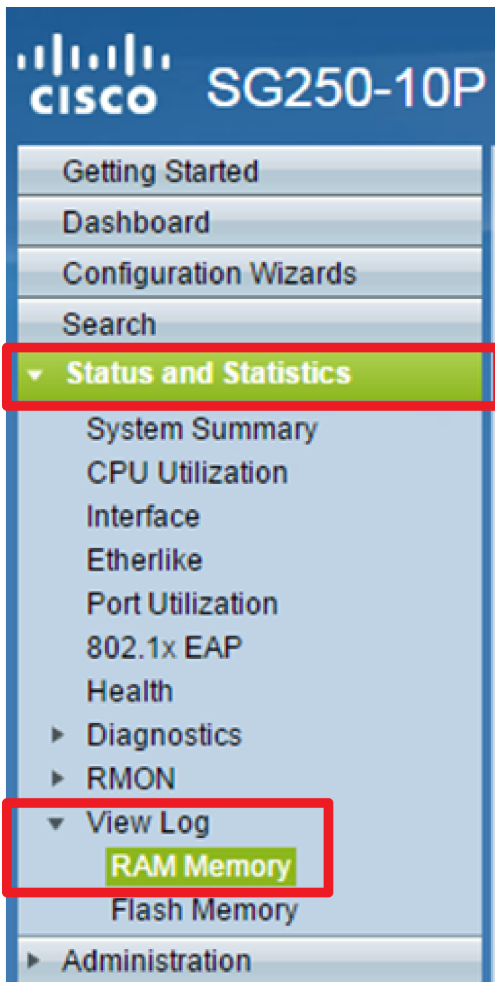 CISCO SG250-10P
Getting Started
Dashboard
Configuration Wizards
Search
Status and Statistics
System Summary
CPU Utilization
Interface
Etherlike
Port Utilization
802.1x EAP
Health
Diagnostics
RMON
View Log
RAM Memory
Flash Memory
Administration